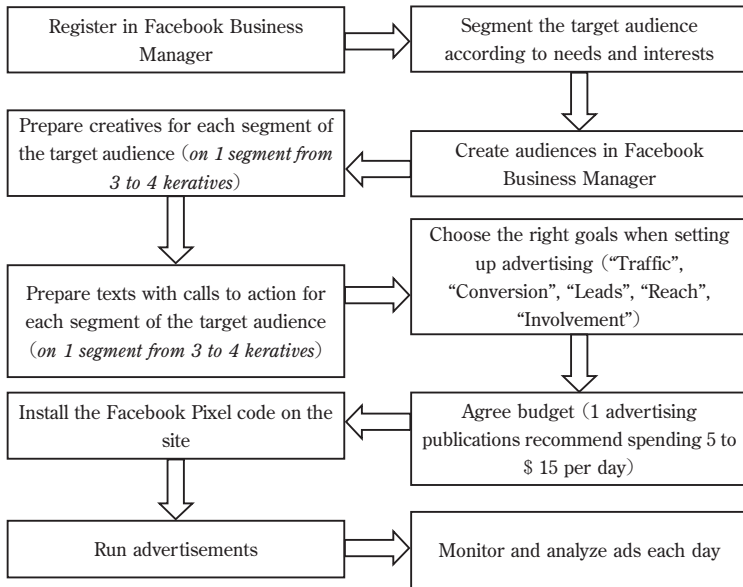 Register in Facebook Business
Manager
Segment the target audience
according to needs and interests
Create audiences in Facebook
Business Manager
Prepare creatives for each segment of
the target audience (on 1 segment from
3 to 4 keratives)
Prepare texts with calls to action for
each segment of the target audience
(on 1 segment from 3 to 4 keratives)
Choose the right goals when setting
up advertising (“Traffic”,
“Conversion”, “Leads”, “Reach”,
“Involvement”)
Agree budget (1 advertising
publications recommend spending 5 to
$ 15 per day)
Install the Facebook Pixel code on the
site
Run advertisements
Monitor and analyze ads each day